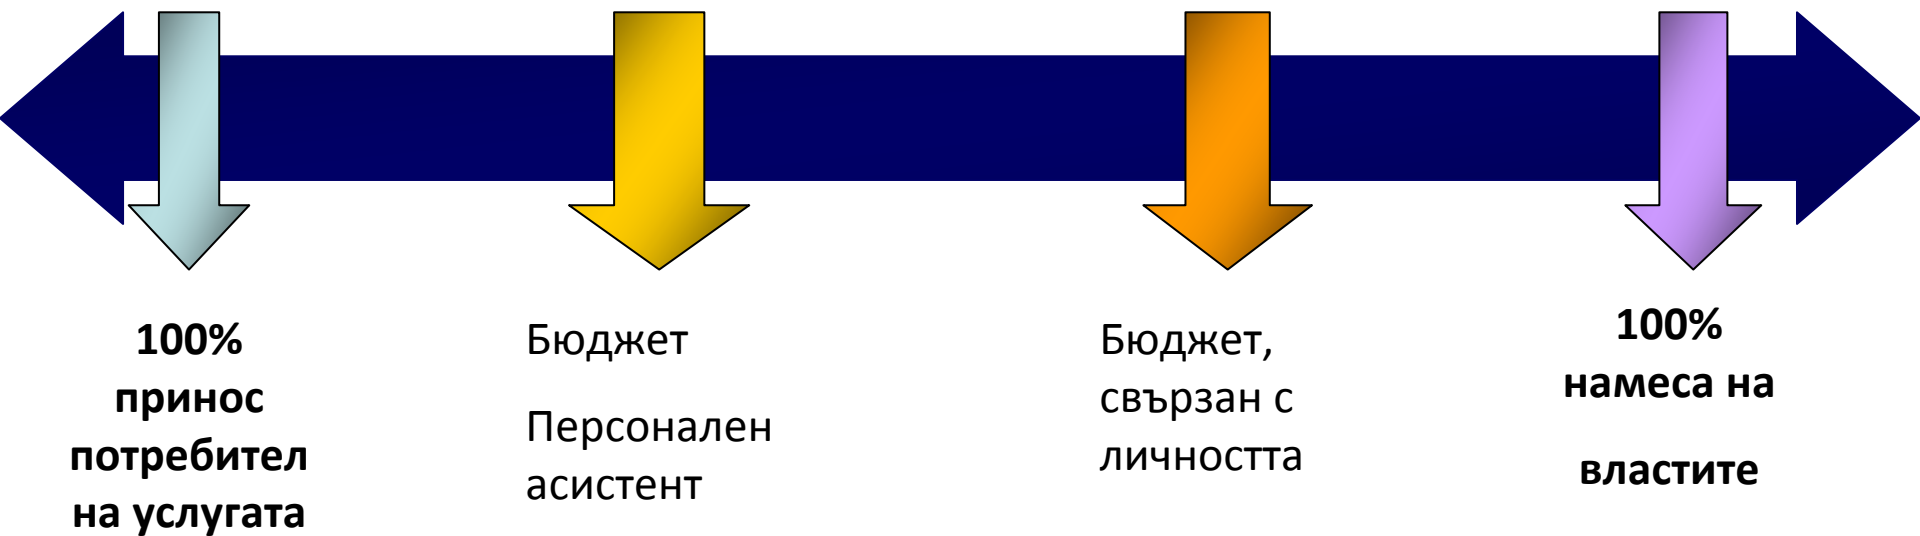 100%
принос
потребител
на услугата
Бюджет
Персонален
асистент
Бюджет,
свързан с
личността
100%
намеса на
властите